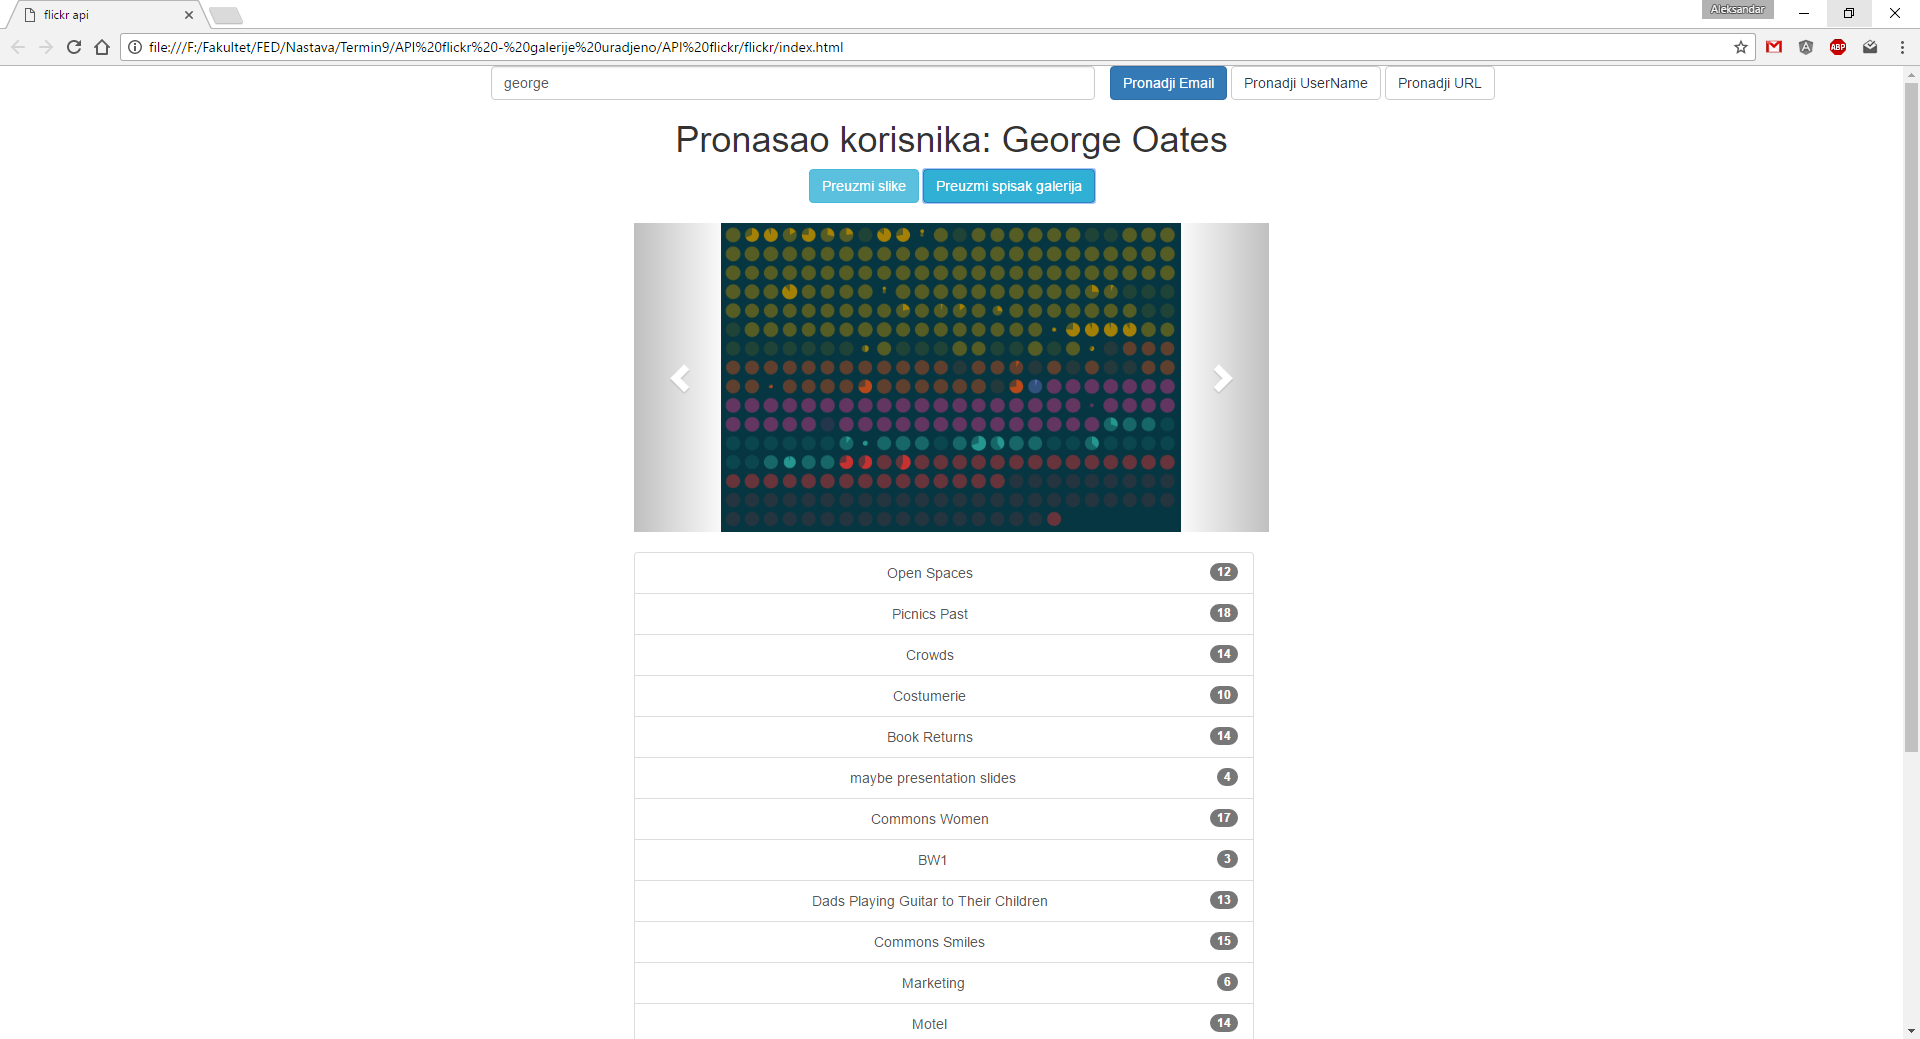 flickr api
Aleksandar
file:///F:/Fakultet/FED/Nastava/Termin9/API%20flickr%20-%20galerije%20uradjeno/API%20flickr/flickr/index.html
ABP
george
Pronadji Email
Pronadji UserName
Pronadji URL
Pronasao korisnika: George Oates
Preuzmi slike
Preuzmi spisak galerija
Open Spaces 12
Picnics Past 18
Crowds 14
Costumerie 10
Book Returns 14
maybe presentation slides 4
Commons Women 17
BW1 3
Dads Playing Guitar to Their Children 13
Commons Smiles 15
Marketing 6
Motel 14